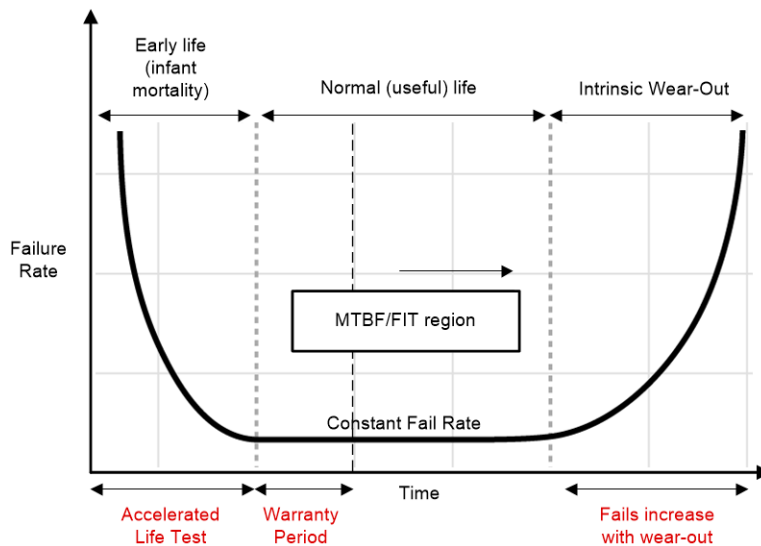 Early life
(infant
mortality)
Normal (useful) life
Intrinsic Wear-Out
Failure
Rate
MTBF/FIT region
Constant Fail Rate
Time
Accelerated
Life Test
Warranty
Period
Fails increase
with wear-out